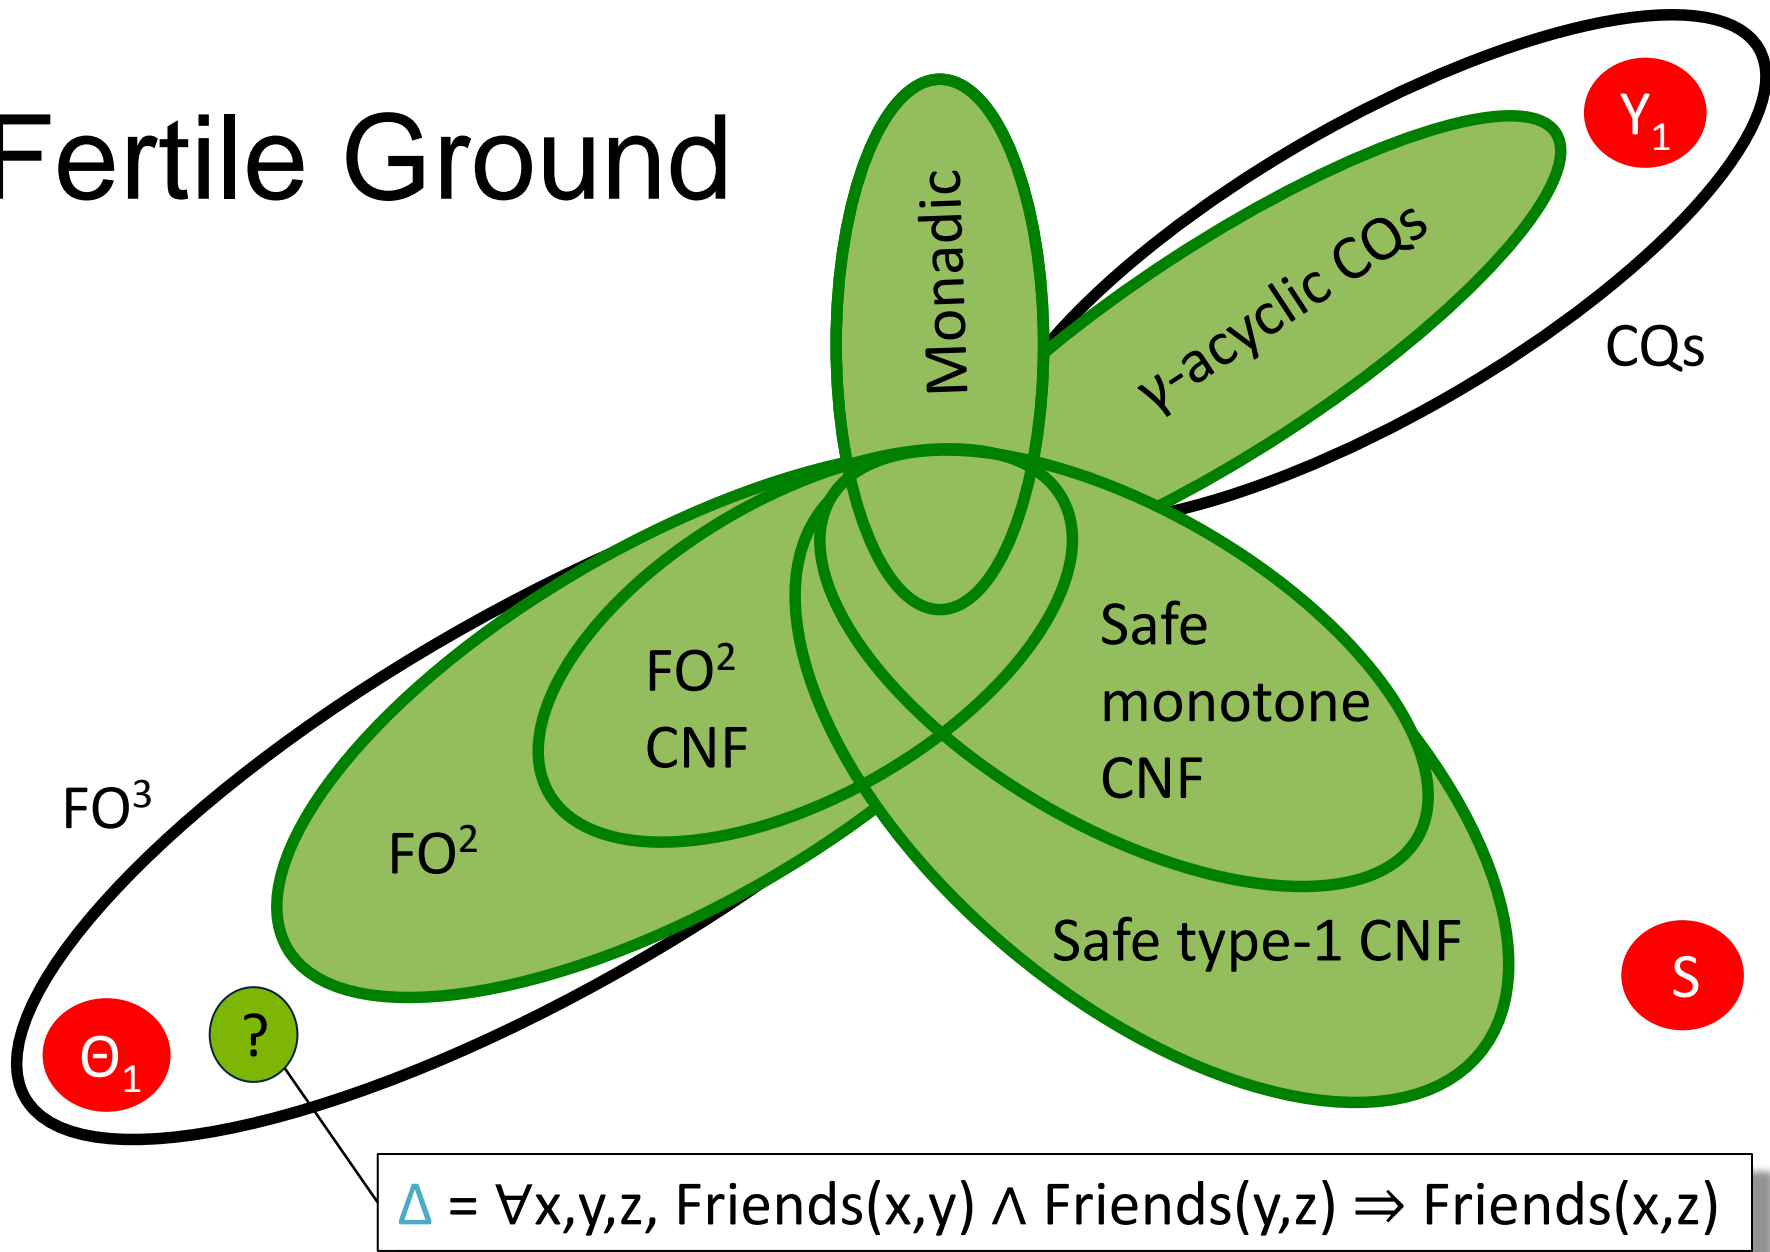 Fertile Ground
Monadic
γ-acyclic CQs
Υ₁
CQs
FO² 
CNF
Safe
monotone
CNF
FO³
FO²
Safe type-1 CNF
S
Θ₁
?
Δ = ∀x,y,z, Friends(x,y) ∧ Friends(y,z) ⇒ Friends(x,z)